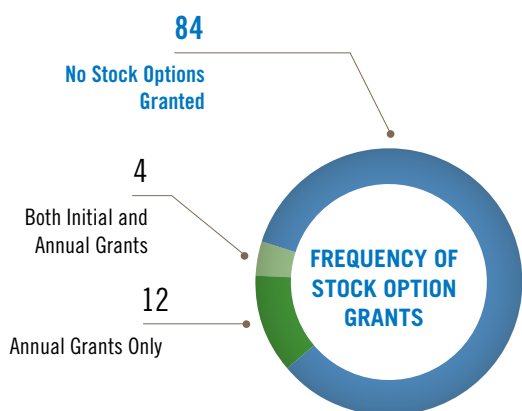 84
No Stock Options
Granted
4
Both Initial and
Annual Grants
12
Annual Grants Only
FREQUENCY OF
STOCK OPTION
GRANTS